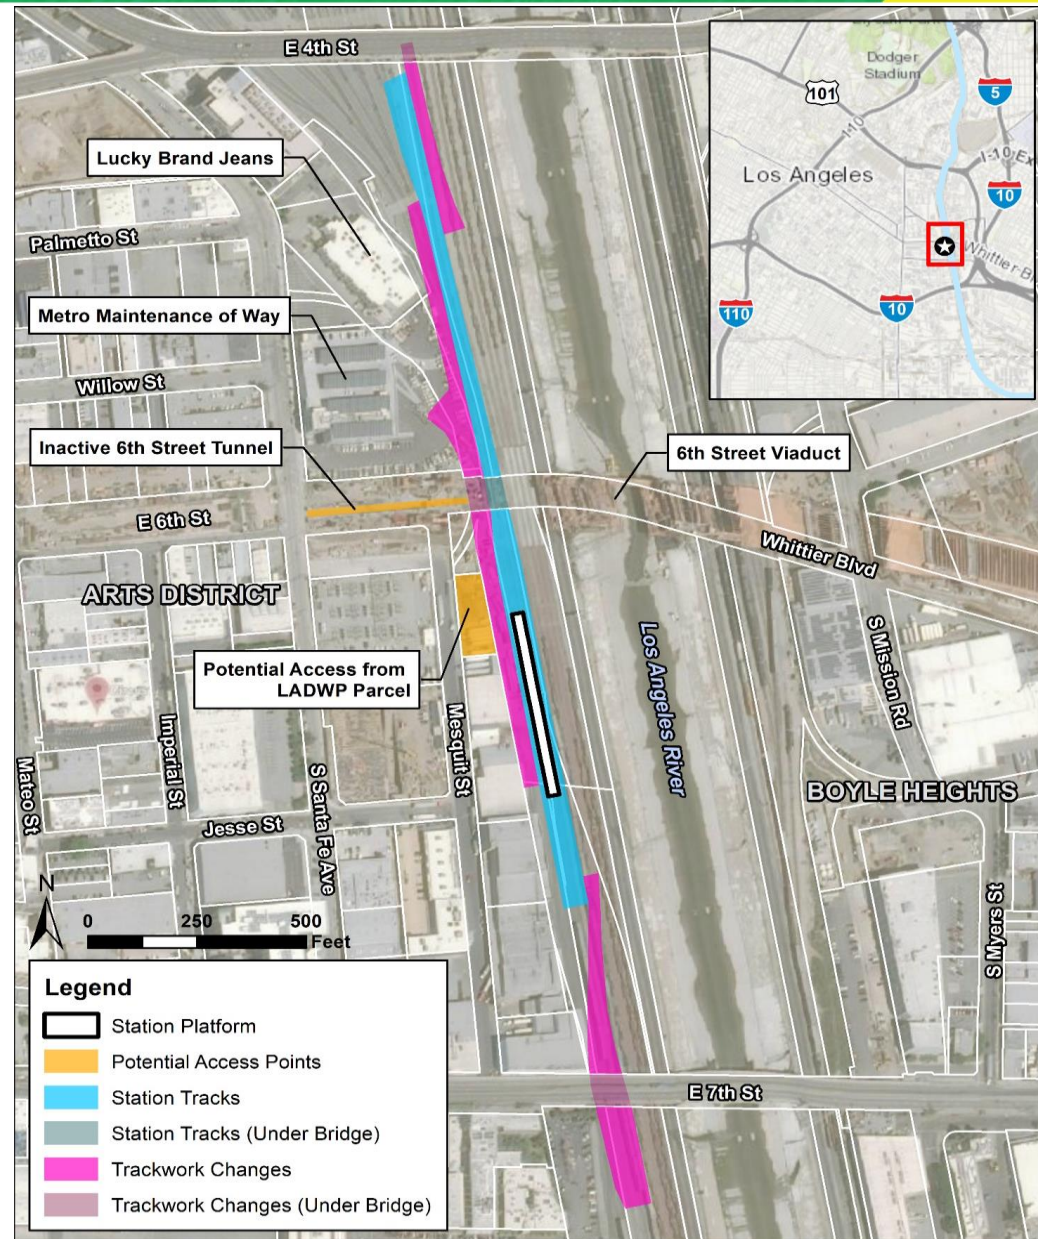 E 4th St
Lucky Brand Jeans
Palmetto St
Metro Maintenance of Way
Willow St
Inactive 6th Street Tunnel
6th Street Viaduct
E 6th St
Whittier Blvd
ARTS DISTRICT
Potential Access from
LADWP Parcel
Los Angeles River
S Mission Rd
Mateo St
Imperial St
S Santa Fe Ave
Mesquit St
Jesse St
BOYLE HEIGHTS
S Myers St
E 7th St
N
0 250 500
Feet
Legend
Station Platform
Potential Access Points
Station Tracks
Station Tracks (Under Bridge)
Trackwork Changes
Trackwork Changes (Under Bridge)
Dodger
Stadium
101
5
I-10
I-10 Ex
Los Angeles
10
Whittier-B
110
10